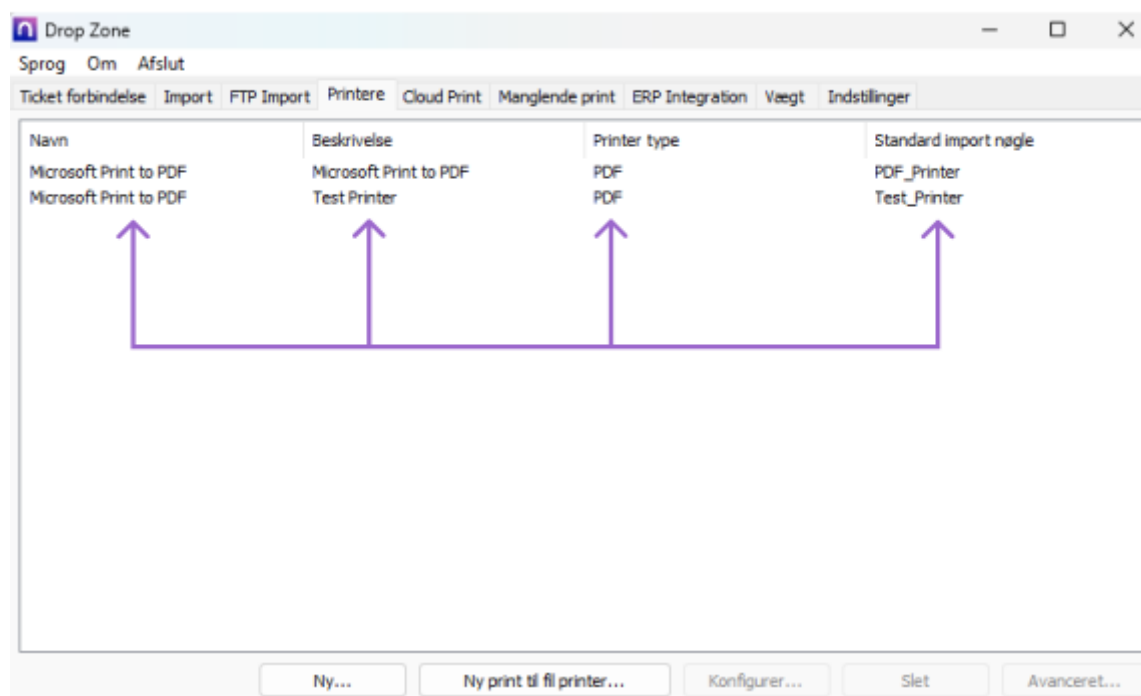 Drop Zone
Sprog Om Afslut
Ticket forbindelse Import FTP Import Printere Cloud Print Manglende print ERP Integration Vægt Indstillinger
Navn Beskrivelse Printer type Standard import nøgle
Microsoft Print to PDF Microsoft Print to PDF PDF PDF_Printer
Microsoft Print to PDF Test Printer PDF Test_Printer
Ny... Ny print til fil printer... Konfigurer... Slet Avanceret...